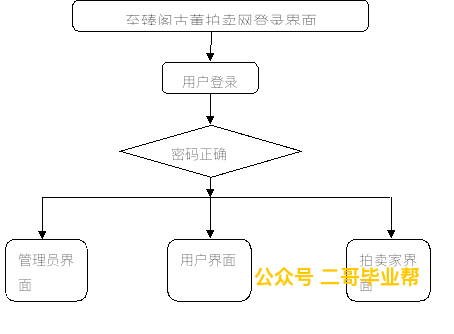 至臻阁古董拍卖网登录界面
用户登录
密码正确
管理员界
面
用户界面
拍卖家界
面
公众号 二哥毕业帮